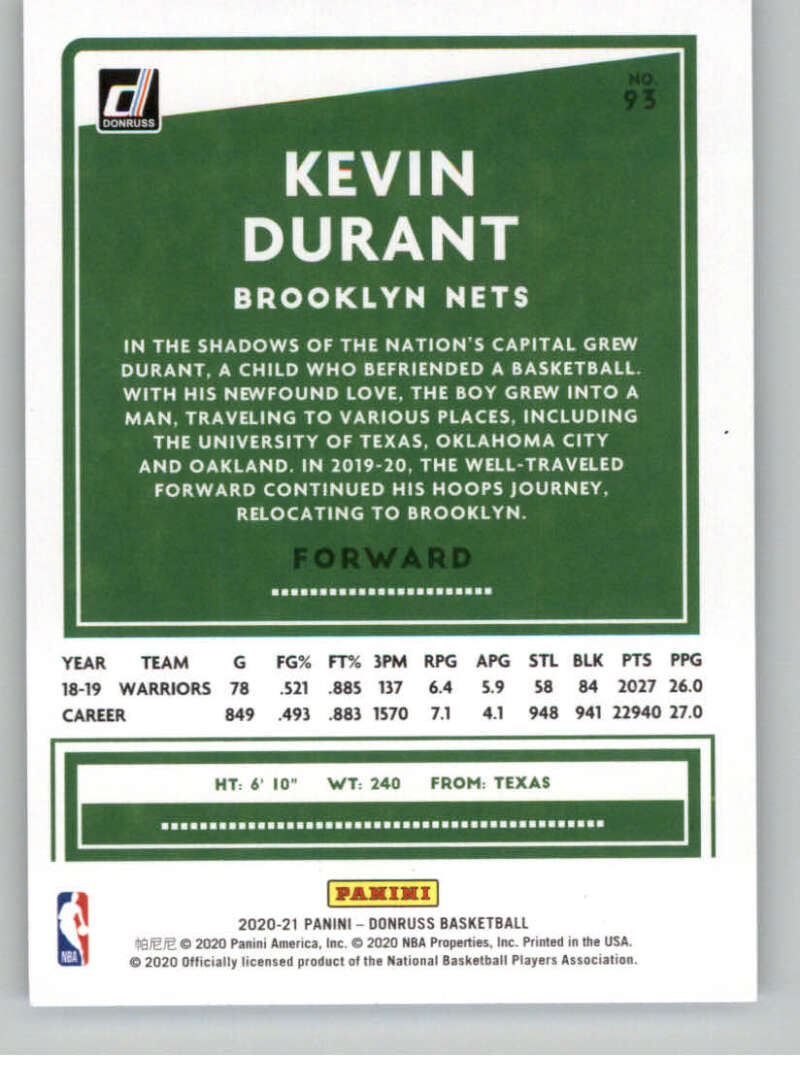 DONRUSS
NO.
93
KEVIN
DURANT
BROOKLYN NETS
IN THE SHADOWS OF THE NATION'S CAPITAL GREW
DURANT, A CHILD WHO BEFRIENDED A BASKETBALL.
WITH HIS NEWFOUND LOVE, THE BOY GREW INTO A
MAN, TRAVELING TO VARIOUS PLACES, INCLUDING
THE UNIVERSITY OF TEXAS, OKLAHOMA CITY
AND OAKLAND. IN 2019-20, THE WELL-TRAVELED
FORWARD CONTINUED HIS HOOPS JOURNEY,
RELOCATING TO BROOKLYN.
FORWARD
YEAR TEAM G FG% FT% 3PM RPG APG STL BLK PTS PPG
18-19 WARRIORS 78 .521 .885 137 6.4 5.9 58 84 2027 26.0
CAREER 849 .493 .883 1570 7.1 4.1 948 941 22940 27.0
HT: 6' 10" WT: 240 FROM: TEXAS
PANINI
2020-21 PANINI – DONRUSS BASKETBALL
帕尼尼 © 2020 Panini America, Inc. © 2020 NBA Properties, Inc. Printed in the USA.
© 2020 Officially licensed product of the National Basketball Players Association.
NBA